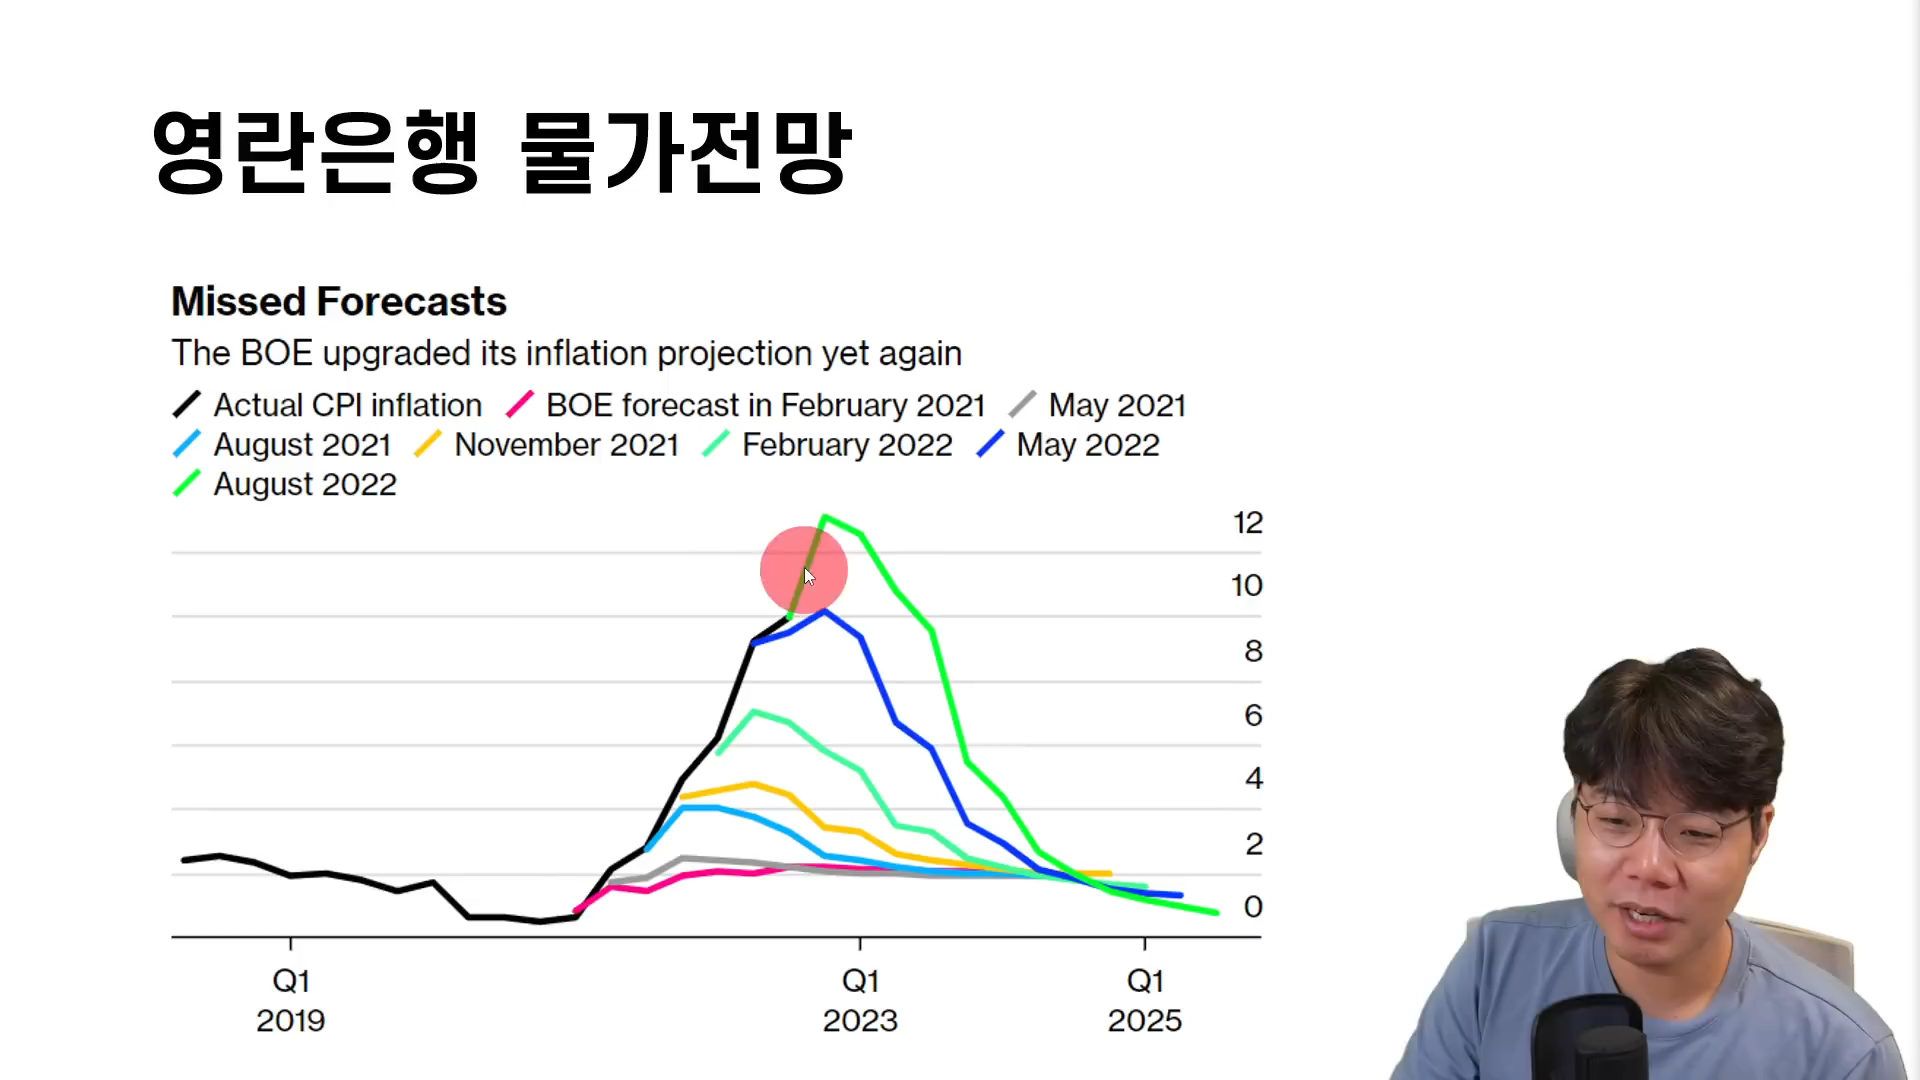 영란은행 물가전망
Missed Forecasts
The BOE upgraded its inflation projection yet again
Actual CPI inflation BOE forecast in February 2021 May 2021
August 2021 November 2021 February 2022 May 2022
August 2022
12
10
8
6
4
2
0
Q1 Q1 Q1
2019 2023 2025